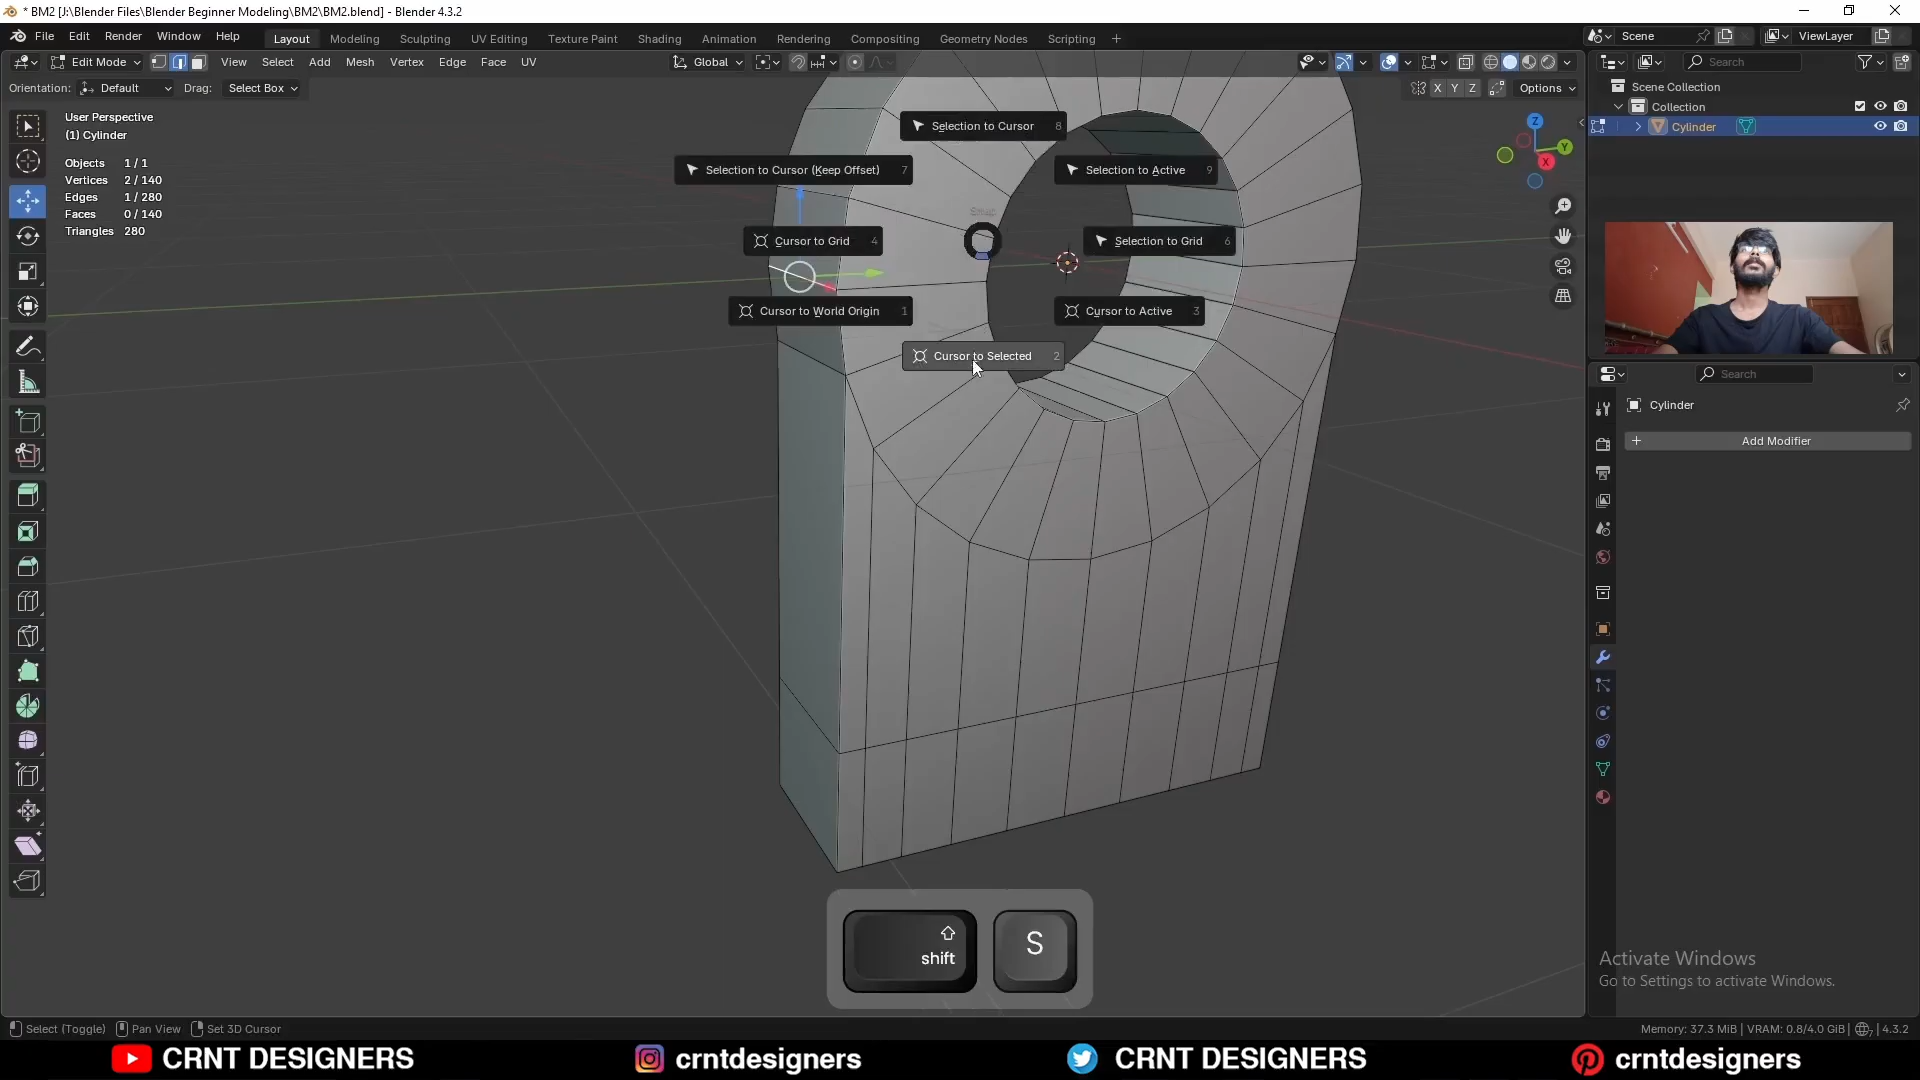 * BM2 [J:\Blender Files\Blender Beginner Modeling\BM2\BM2.blend] - Blender 4.3.2
File Edit Render Window Help Layout Modeling Sculpting UV Editing Texture Paint Shading Animation Rendering Compositing Geometry Nodes Scripting + Scene ViewLayer
Edit Mode View Select Add Mesh Vertex Edge Face UV Global Search
Orientation: Default Drag: Select Box X Y Z Options
Scene Collection
Collection
Cylinder
User Perspective
(1) Cylinder
Objects 1 / 1
Vertices 2 / 140
Edges 1 / 280
Faces 0 / 140
Triangles 280
Selection to Cursor 8
Selection to Cursor (Keep Offset) 7
Selection to Active 9
Snap
Cursor to Grid 4
Selection to Grid 6
Cursor to World Origin 1
Cursor to Active 3
Cursor to Selected 2
Z
Y
X
Search
Cylinder
+ Add Modifier
shift
S
Activate Windows
Go to Settings to activate Windows.
Select (Toggle) Pan View Set 3D Cursor Memory: 37.3 MiB | VRAM: 0.8/4.0 GiB | 4.3.2
CRNT DESIGNERS crntdesigners CRNT DESIGNERS crntdesigners